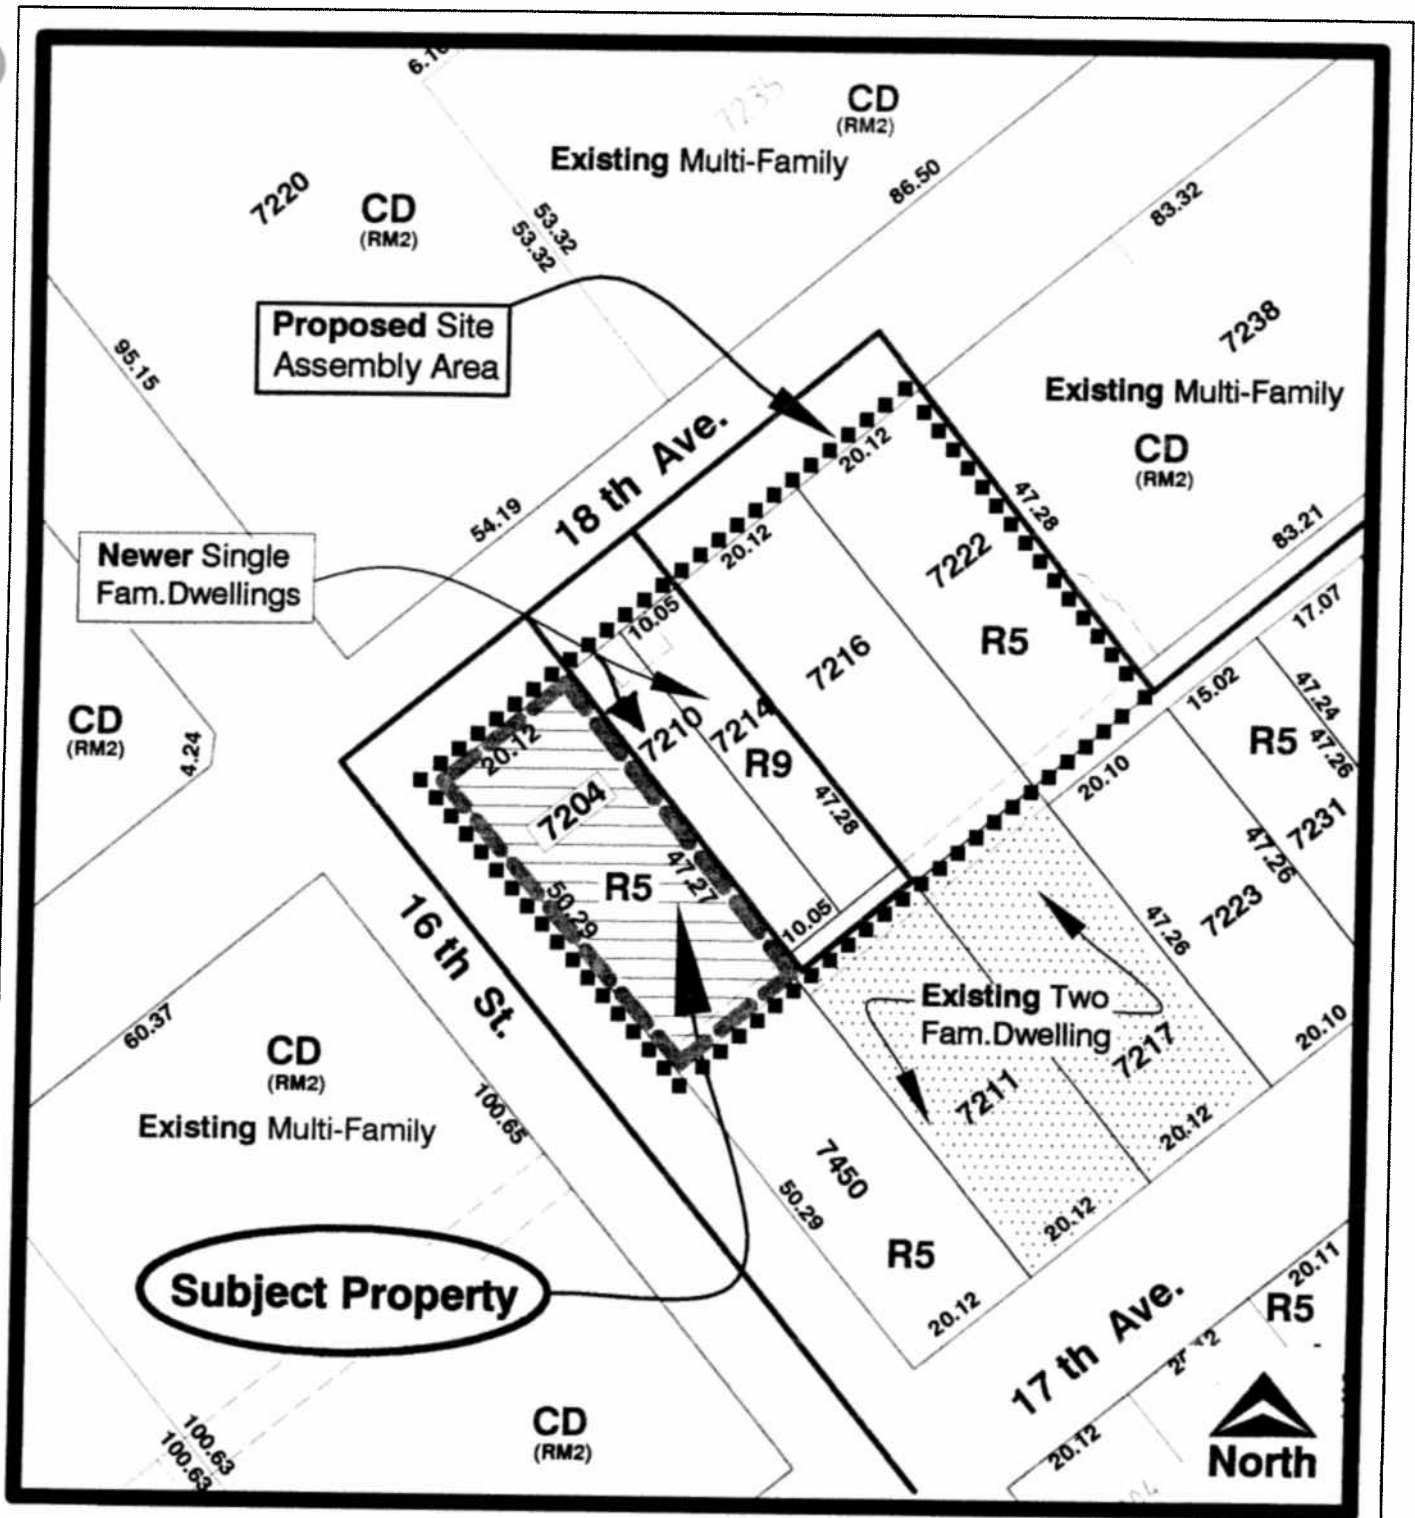 6.10
7235
CD
(RM2)
Existing Multi-Family
86.50
83.32
7220
CD
(RM2)
53.32
53.32
Proposed Site
Assembly Area
95.15
7238
Existing Multi-Family
CD
(RM2)
18 th Ave.
20.12
54.19
47.28
83.21
Newer Single
Fam.Dwellings
20.12
7222
17.07
10.05
R5
7216
15.02
47.24
47.26
R5
CD
(RM2)
4.24
20.12
7210
7214
R9
47.28
20.10
7231
47.26
7204
R5
47.27
50.29
10.05
7223
47.26
16 th St.
Existing Two
Fam.Dwelling
60.37
CD
(RM2)
Existing Multi-Family
100.65
7217
20.10
7211
20.12
7450
50.29
R5
20.12
20.12
Subject Property
17 th Ave.
20.11
R5
CD
(RM2)
100.63
100.63
20.12
North